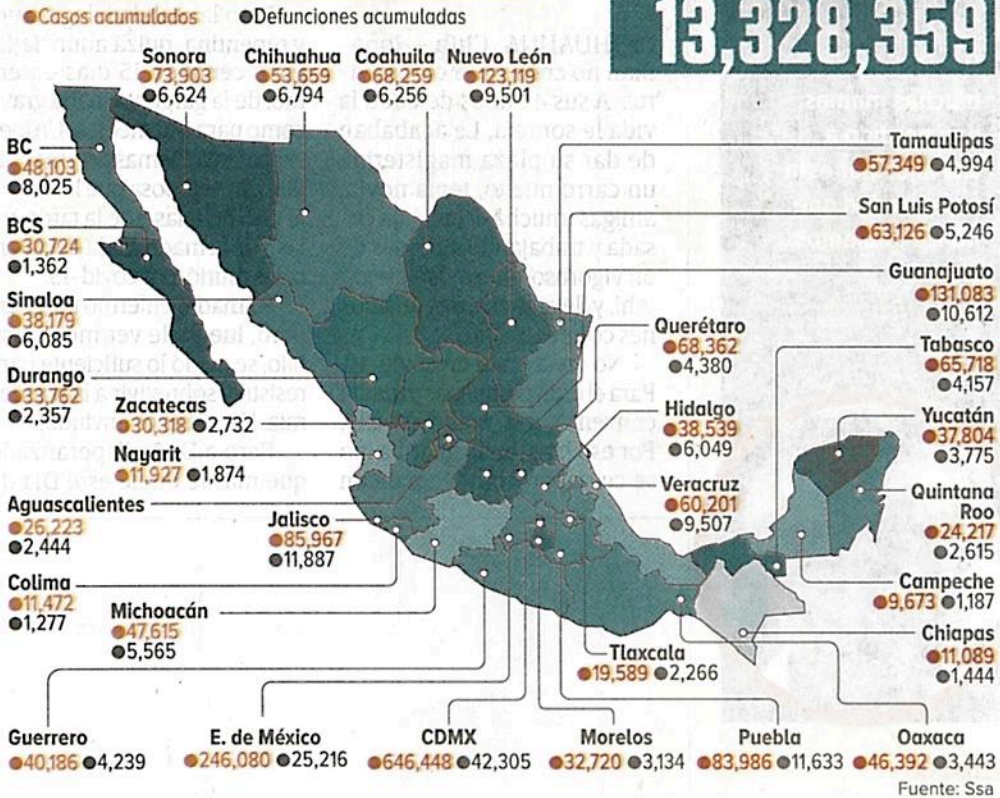 Casos acumulados Defunciones acumuladas
13,328,359
Sonora
73,903
6,624
Chihuahua
53,659
6,794
Coahuila
68,259
6,256
Nuevo León
123,119
9,501
BC
48,103
8,025
BCS
30,724
1,362
Sinaloa
38,179
6,085
Durango
33,762
2,357
Zacatecas
30,318 2,732
Nayarit
11,927 1,874
Aguascalientes
26,223
2,444
Jalisco
85,967
11,887
Colima
11,472
1,277
Michoacán
47,615
5,565
Tamaulipas
57,349 4,994
San Luis Potosí
63,126 5,246
Guanajuato
131,083
10,612
Querétaro
68,362
4,380
Tabasco
65,718
4,157
Hidalgo
38,539
6,049
Yucatán
37,804
3,775
Veracruz
60,201
9,507
Quintana
Roo
24,217
2,615
Campeche
9,673 1,187
Chiapas
11,089
1,444
Tlaxcala
19,589 2,266
Guerrero
40,186 4,239
E. de México
246,080 25,216
CDMX
646,448 42,305
Morelos
32,720 3,134
Puebla
83,986 11,633
Oaxaca
46,392 3,443
Fuente: Ssa